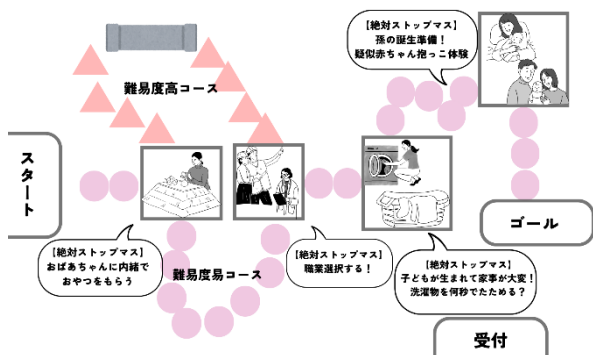 【絶対ストップマス】
孫の誕生準備！
疑似赤ちゃん抱っこ体験
難易度高コース
スタート
ゴール
【絶対ストップマス】
おばあちゃんに内緒で
おやつをもらう
難易度易コース
【絶対ストップマス】
職業選択する！
【絶対ストップマス】
子どもが生まれて家事が大変！
洗濯物を何秒でたためる？
受付